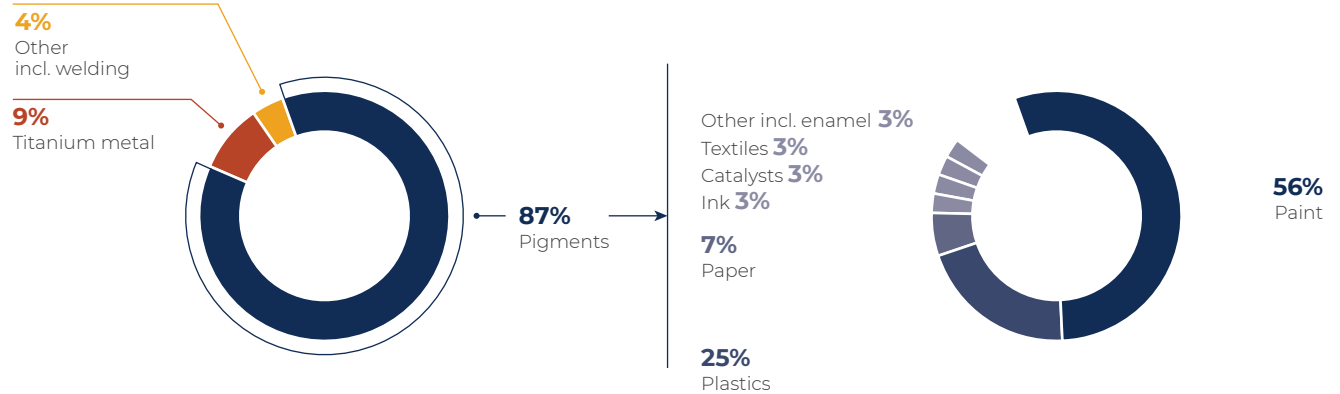 4%
Other
incl. welding
9%
Titanium metal
87%
Pigments
Other incl. enamel 3%
Textiles 3%
Catalysts 3%
Ink 3%
7%
Paper
25%
Plastics
56%
Paint